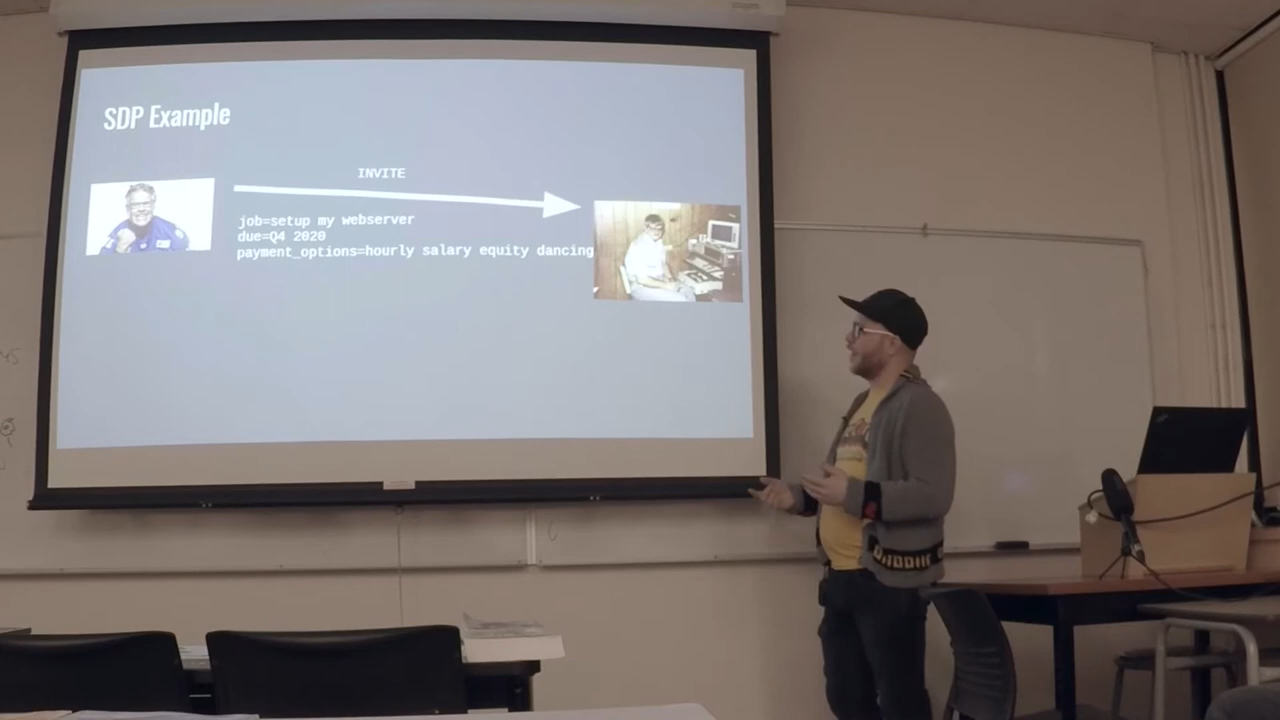 SDP Example
INVITE
job=setup my webserver
due=Q4 2020
payment_options=hourly salary equity dancing